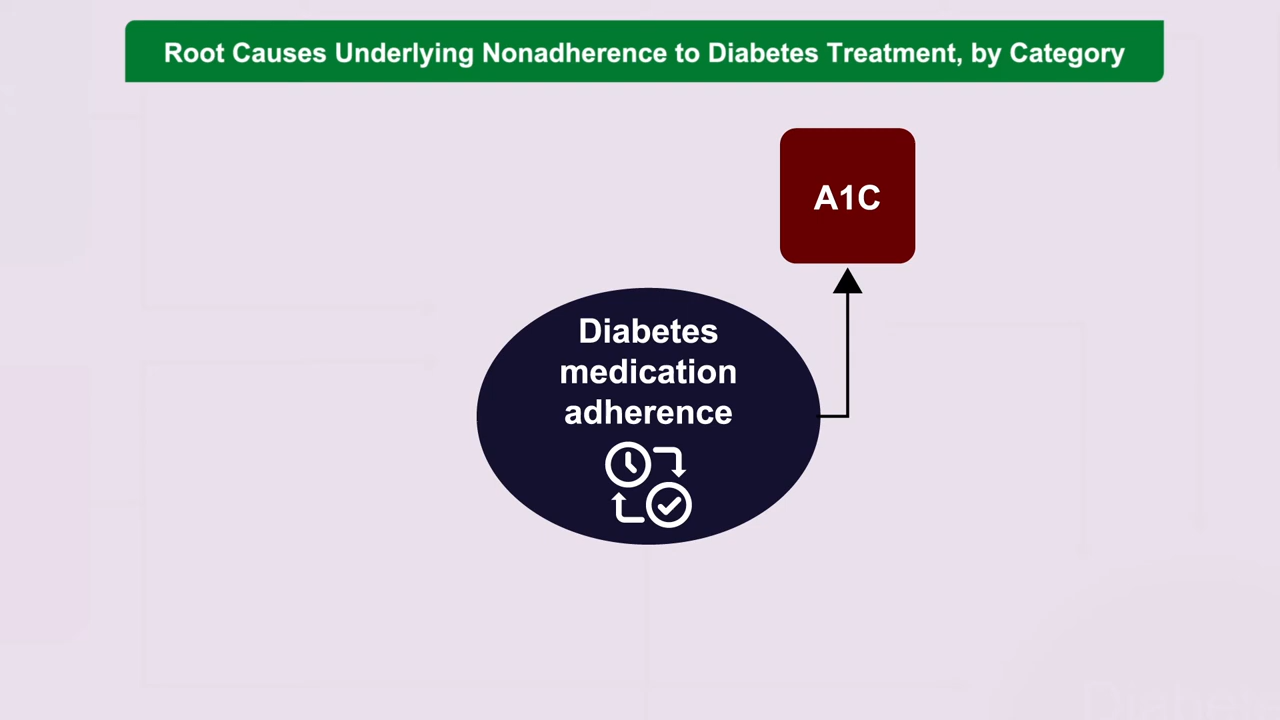 Root Causes Underlying Nonadherence to Diabetes Treatment, by Category
A1C
Diabetes
medication
adherence